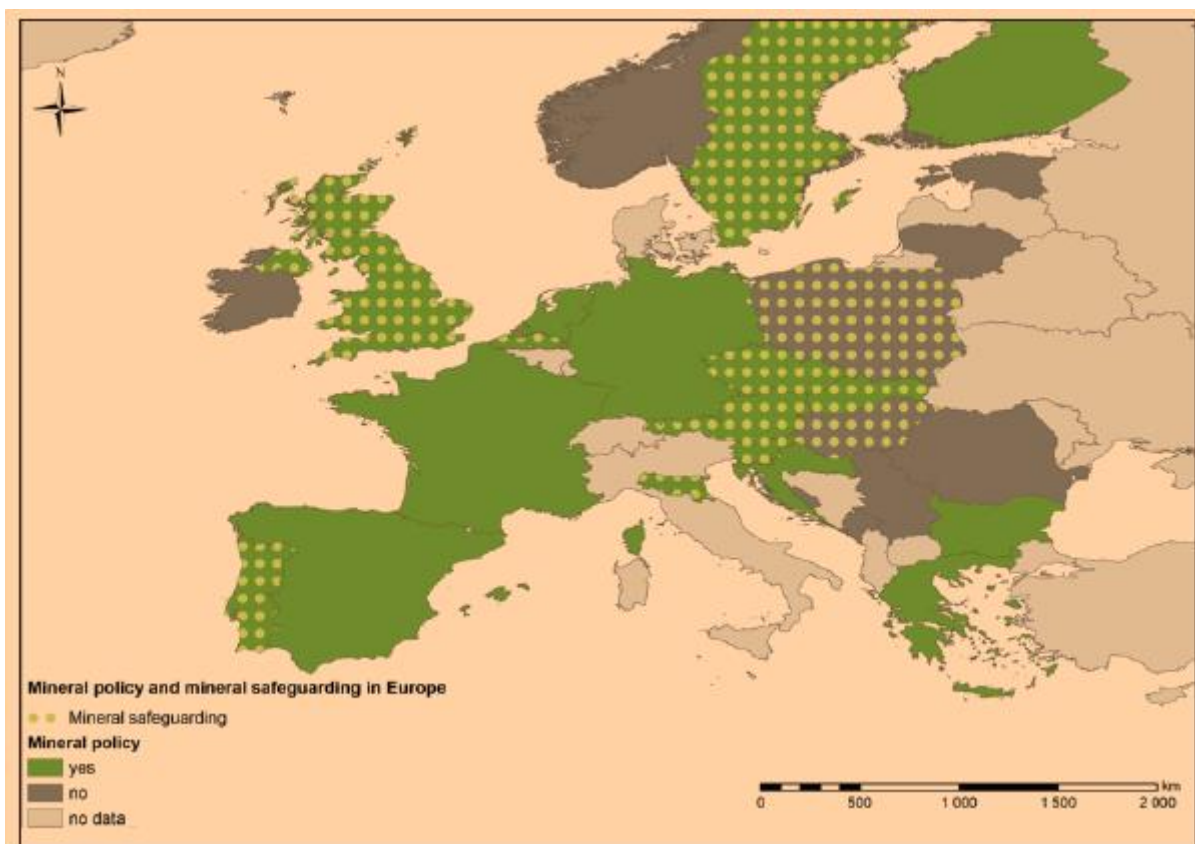 N
Mineral policy and mineral safeguarding in Europe
Mineral safeguarding
Mineral policy
yes
no
no data
km
0 500 1 000 1 500 2 000